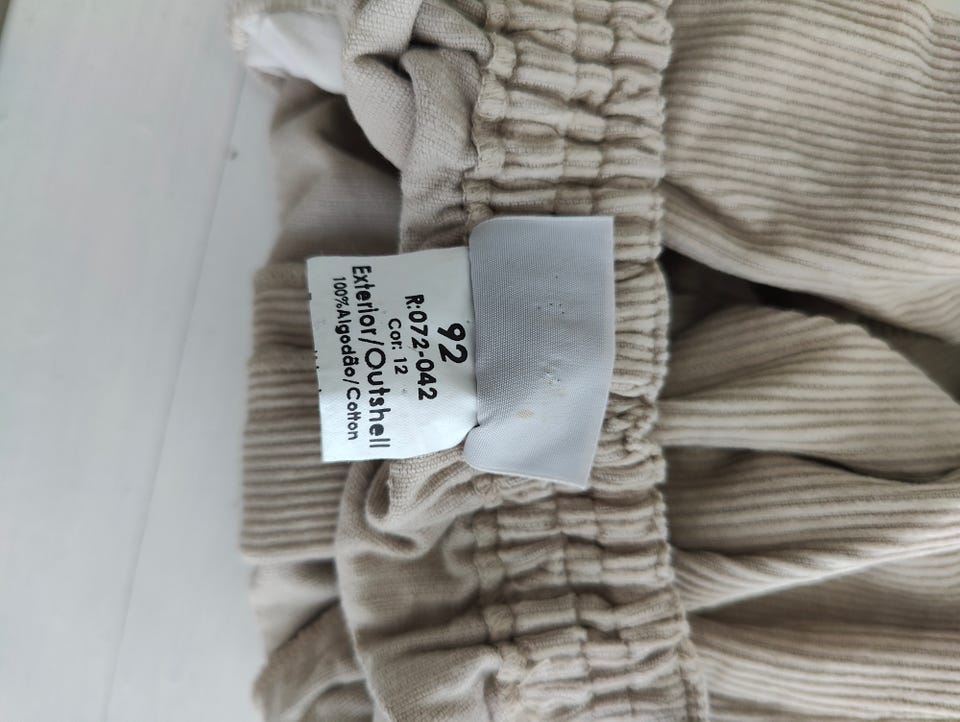 92
R:072-042
Cor: 12
Exterior/Outshell
100%Algodão/Cotton